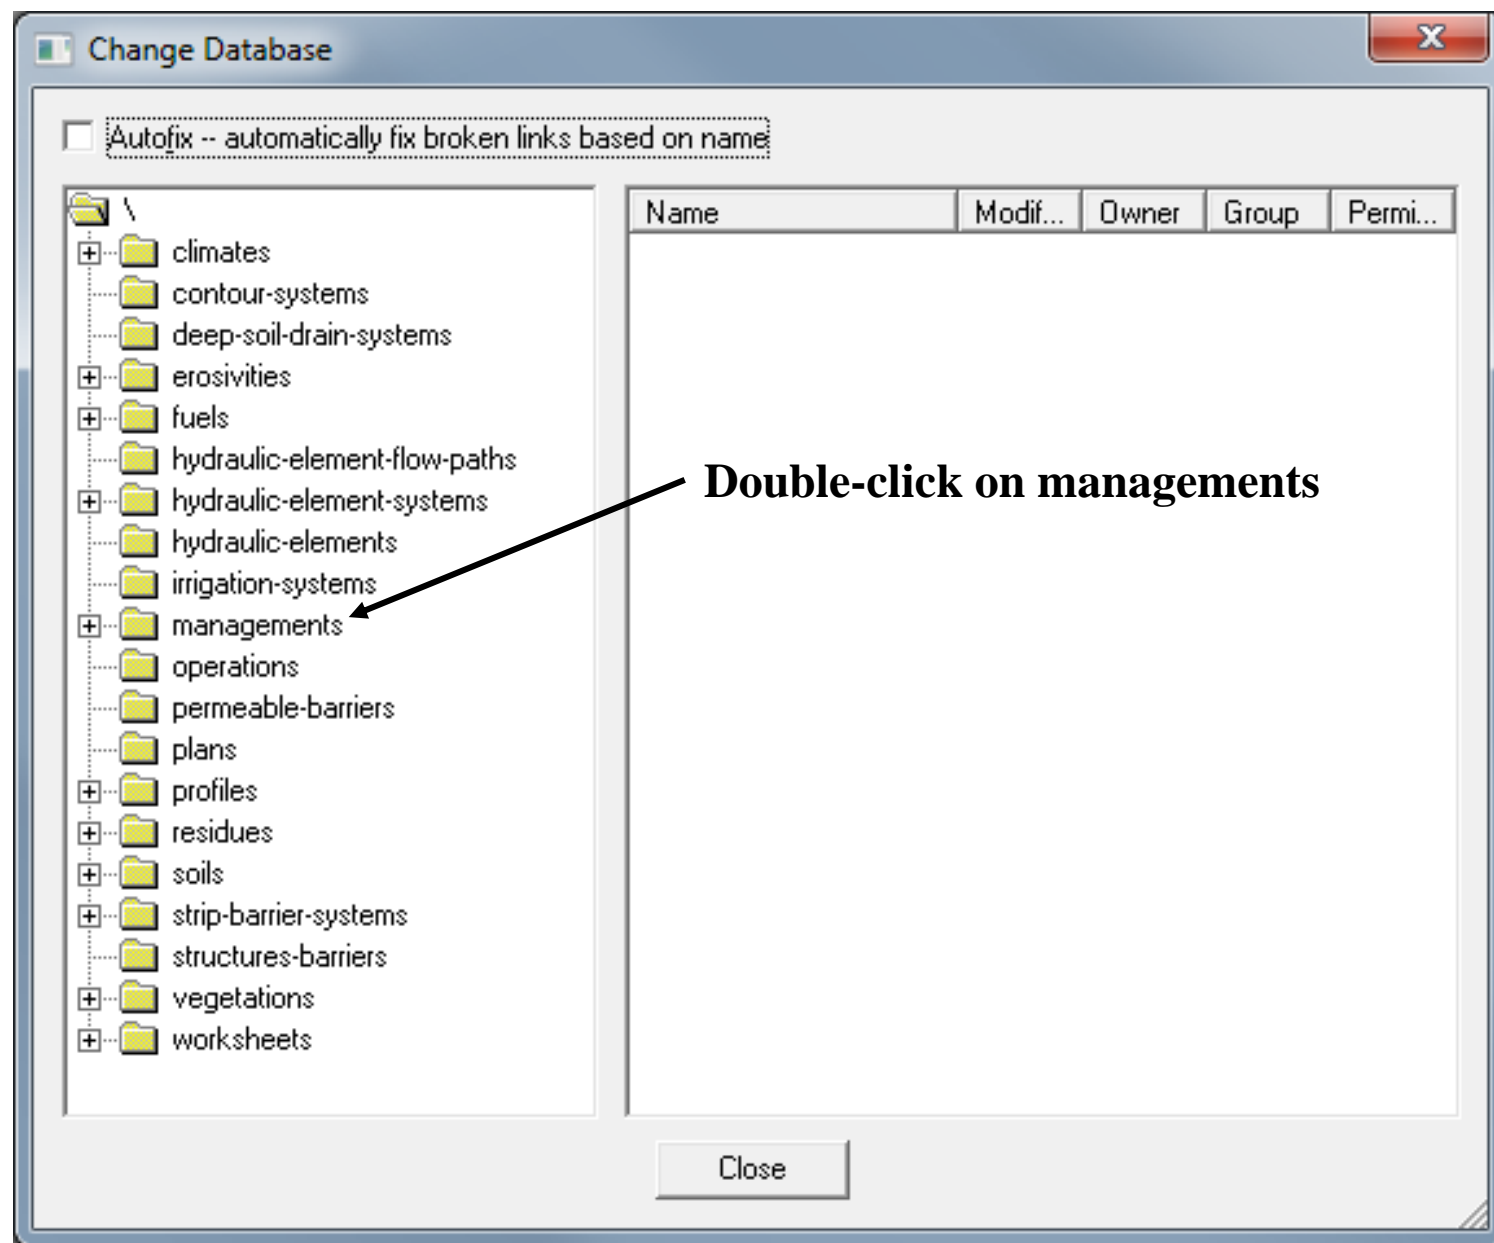 Change Database
x
Autofix -- automatically fix broken links based on name
\
Name Modif... Owner Group Permi...
climates
contour-systems
deep-soil-drain-systems
erosivities
fuels
hydraulic-element-flow-paths
hydraulic-element-systems
Double-click on managements
hydraulic-elements
irrigation-systems
managements
operations
permeable-barriers
plans
profiles
residues
soils
strip-barrier-systems
structures-barriers
vegetations
worksheets
Close